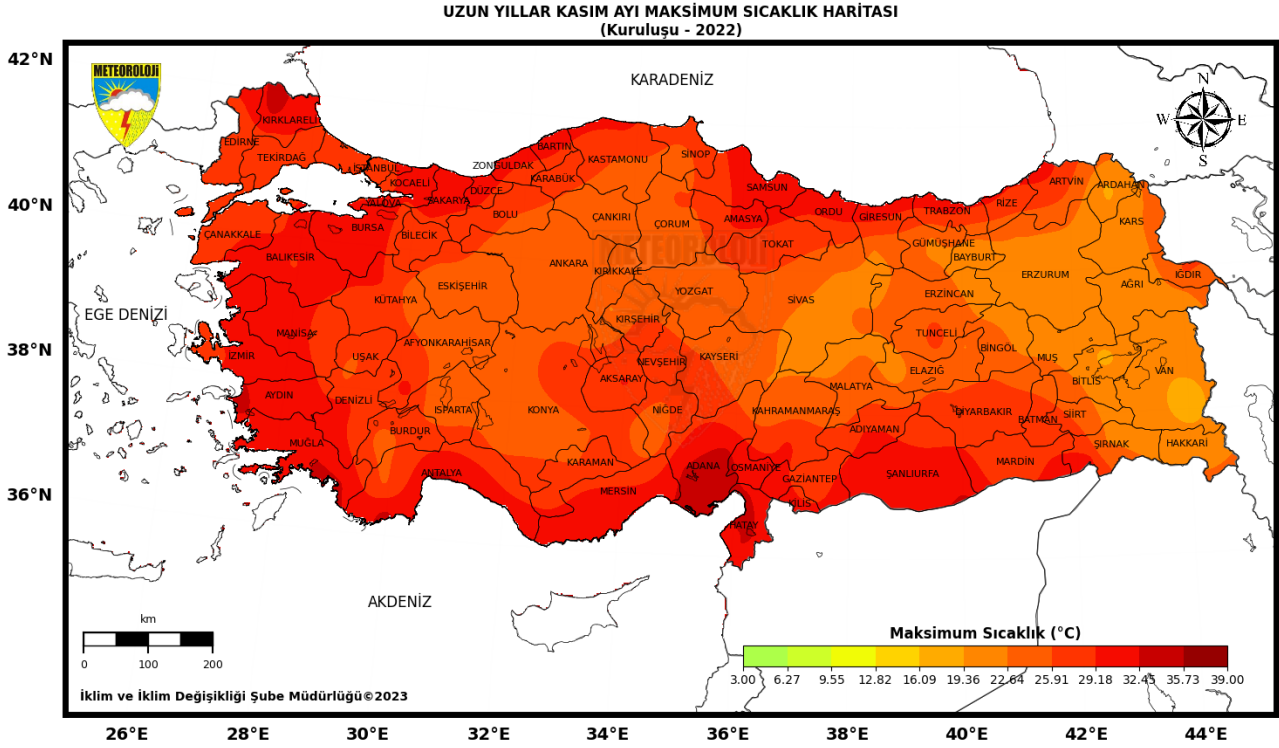 UZUN YILLAR KASIM AYI MAKSİMUM SICAKLIK HARİTASI
(Kuruluşu - 2022)
42°N
40°N
38°N
36°N
METEOROLOJİ
KARADENİZ
N
W
E
S
KIRKLARELİ
EDİRNE
TEKİRDAĞ
İSTANBUL
KOCAELİ
YALOVA
SAKARYA
DÜZCE
ZONGULDAK
BARTIN
KARABÜK
KASTAMONU
SİNOP
SAMSUN
ORDU
GİRESUN
TRABZON
RİZE
ARTVİN
ARDAHAN
KARS
ÇANAKKALE
BURSA
BİLECİK
BOLU
ÇANKIRI
ÇORUM
AMASYA
TOKAT
GÜMÜŞHANE
BAYBURT
BALIKESİR
ESKİŞEHİR
ANKARA
KIRIKKALE
METEOROLOJİ
YOZGAT
SİVAS
ERZİNCAN
ERZURUM
AĞRI
IĞDIR
EGE DENİZİ
KÜTAHYA
MANİSA
İZMİR
UŞAK
AFYONKARAHİSAR
KIRŞEHİR
NEVŞEHİR
KAYSERİ
TUNCELİ
BİNGÖL
MUŞ
BİTLİS
VAN
AYDIN
DENİZLİ
ISPARTA
KONYA
AKSARAY
NİĞDE
KAHRAMANMARAŞ
MALATYA
ELAZIĞ
DİYARBAKIR
BATMAN
SİİRT
MUĞLA
BURDUR
ANTALYA
KARAMAN
MERSİN
ADANA
OSMANİYE
GAZİANTEP
KİLİS
HATAY
ADIYAMAN
ŞANLIURFA
MARDİN
ŞIRNAK
HAKKARİ
AKDENİZ
km
0 100 200
İklim ve İklim Değişikliği Şube Müdürlüğü©2023
Maksimum Sıcaklık (°C)
3.00 6.27 9.55 12.82 16.09 19.36 22.64 25.91 29.18 32.45 35.73 39.00
26°E 28°E 30°E 32°E 34°E 36°E 38°E 40°E 42°E 44°E